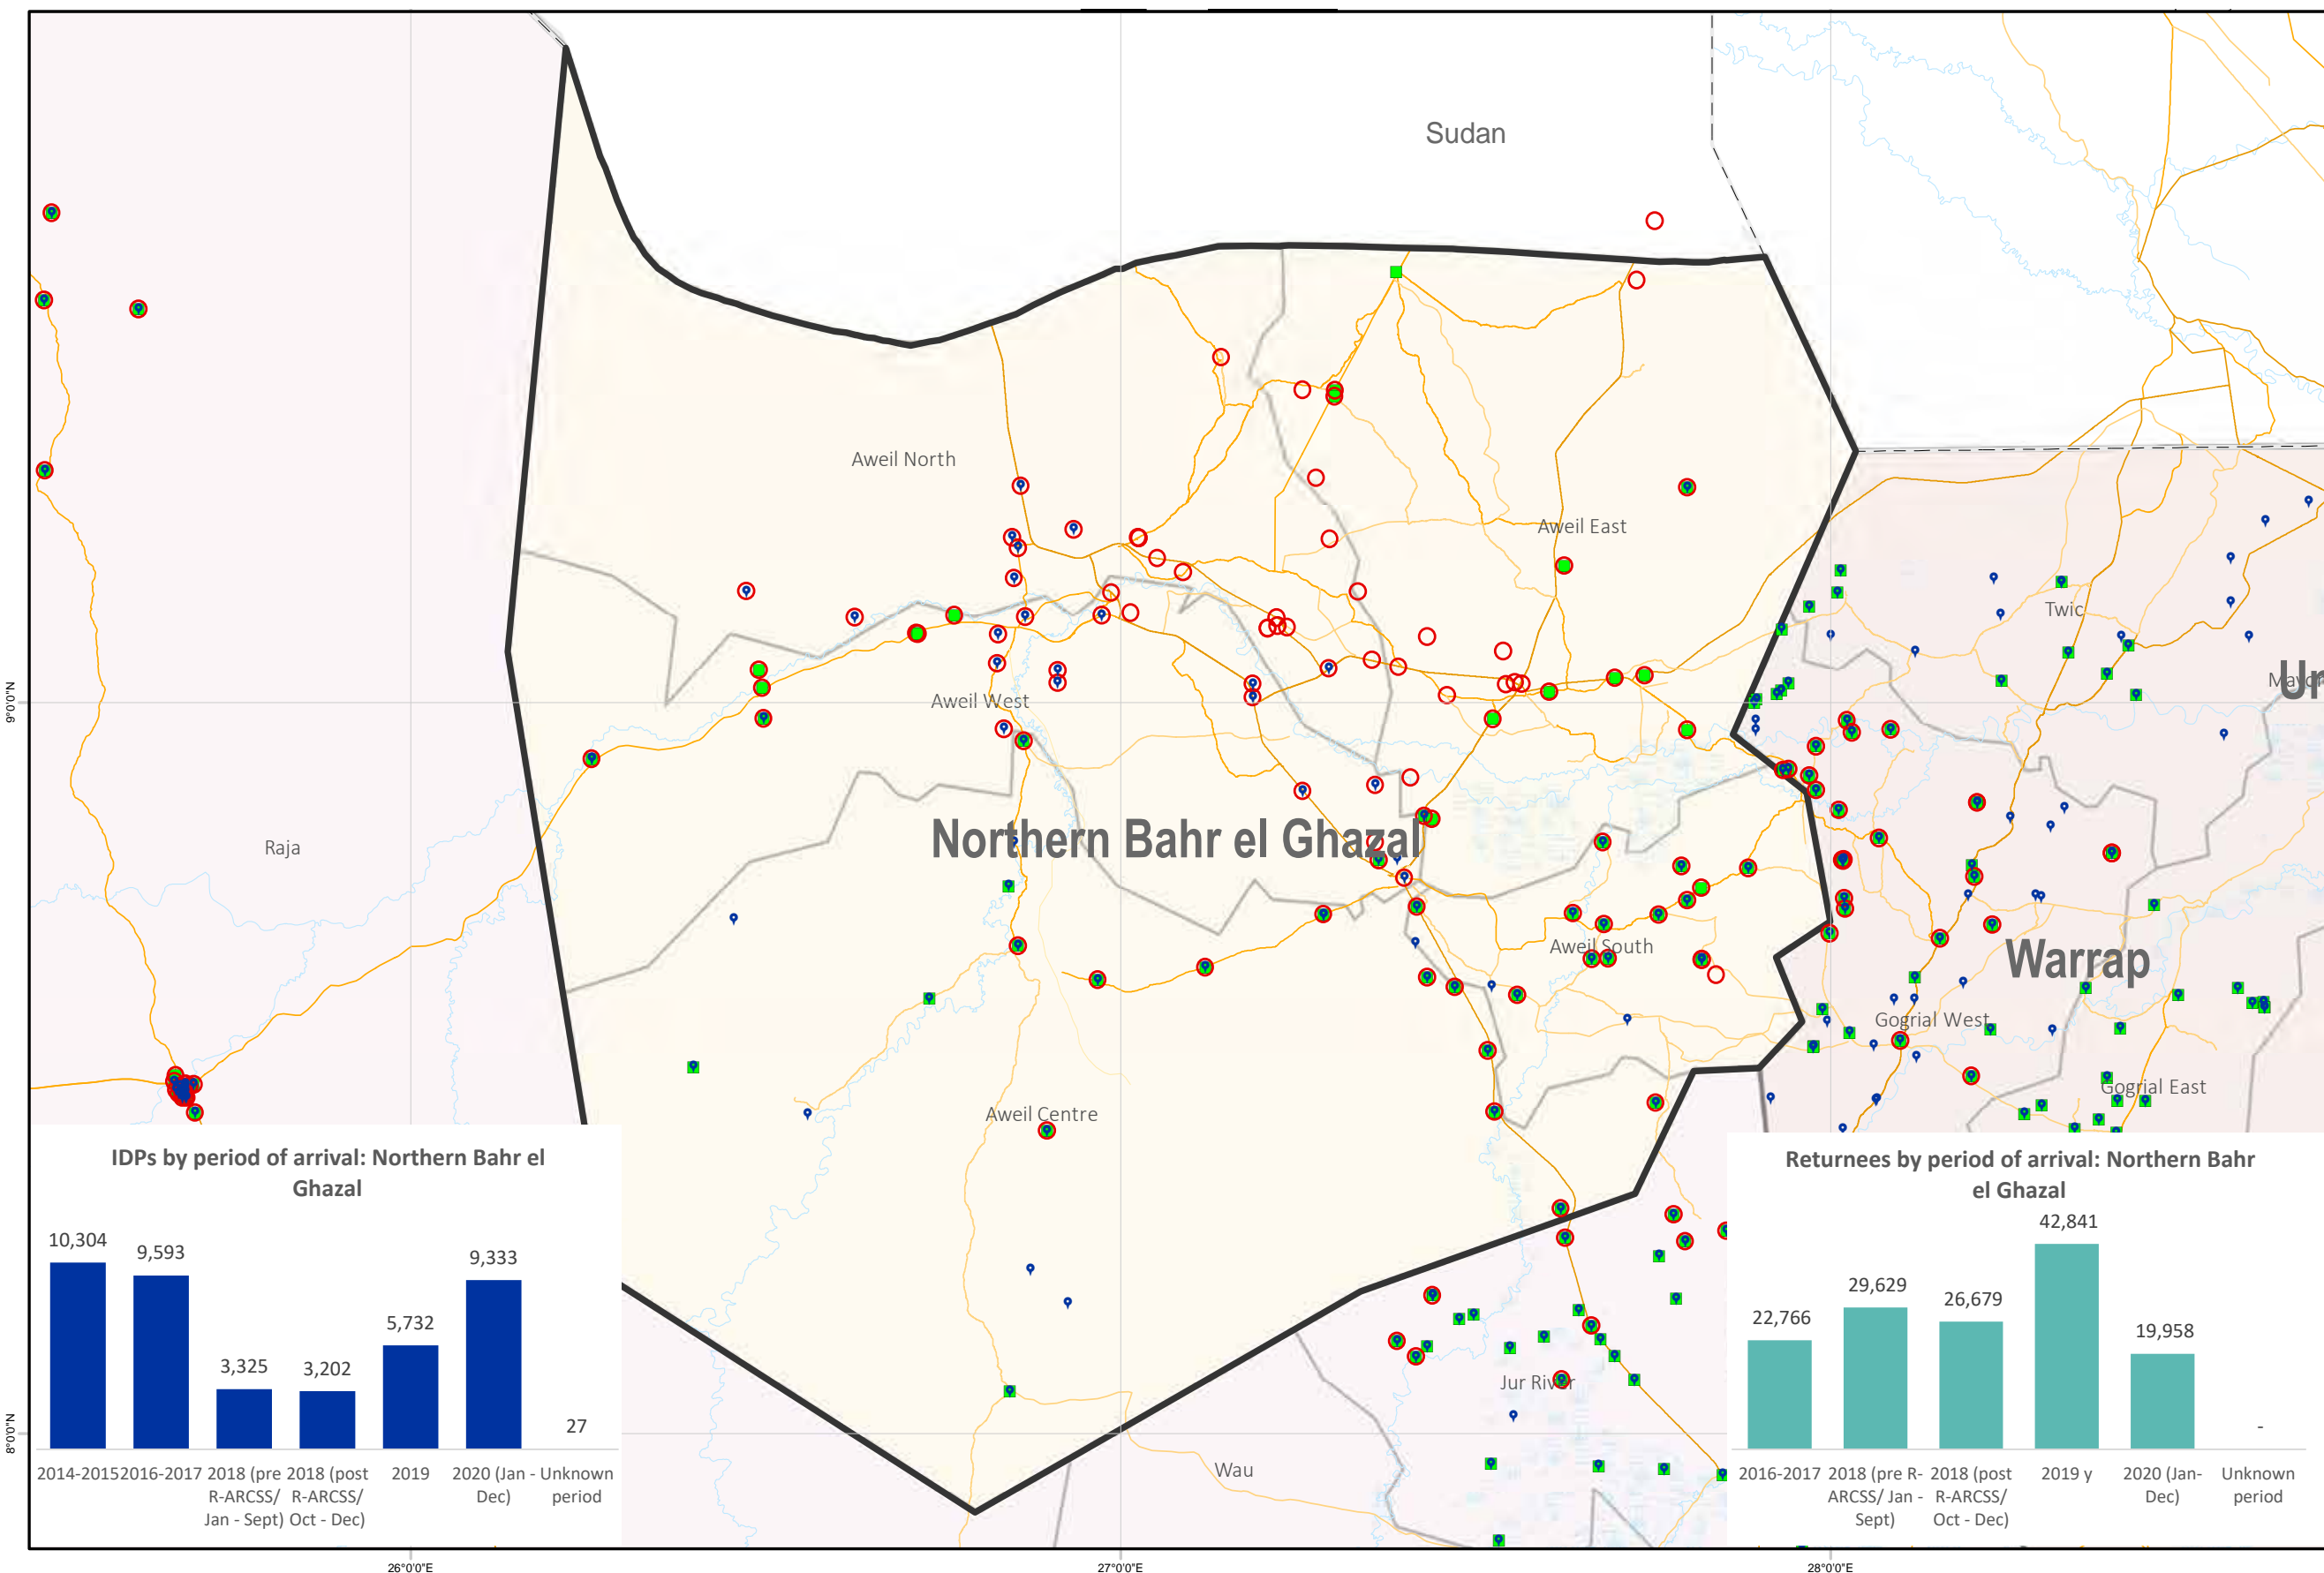 Sudan
Aweil North
Aweil East
Twic
Aweil West
Mayo
Un
9°0'0"N
Raja
Northern Bahr el Ghazal
Aweil South
Warrap
Gogrial West
Gogrial East
Aweil Centre
Jur River
Wau
8°0'0"N
IDPs by period of arrival: Northern Bahr el
Ghazal
10,304
9,593
3,325
3,202
5,732
9,333
27
2014-2015 2016-2017 2018 (pre 2018 (post 2019 2020 (Jan - Unknown
R-ARCSS/ R-ARCSS/ Dec) period
Jan - Sept) Oct - Dec)
Returnees by period of arrival: Northern Bahr
el Ghazal
22,766
29,629
26,679
42,841
19,958
-
2016-2017 2018 (pre R- 2018 (post 2019 y 2020 (Jan- Unknown
ARCSS/ Jan - R-ARCSS/ Dec) period
Sept) Oct - Dec)
26°0'0"E
27°0'0"E
28°0'0"E